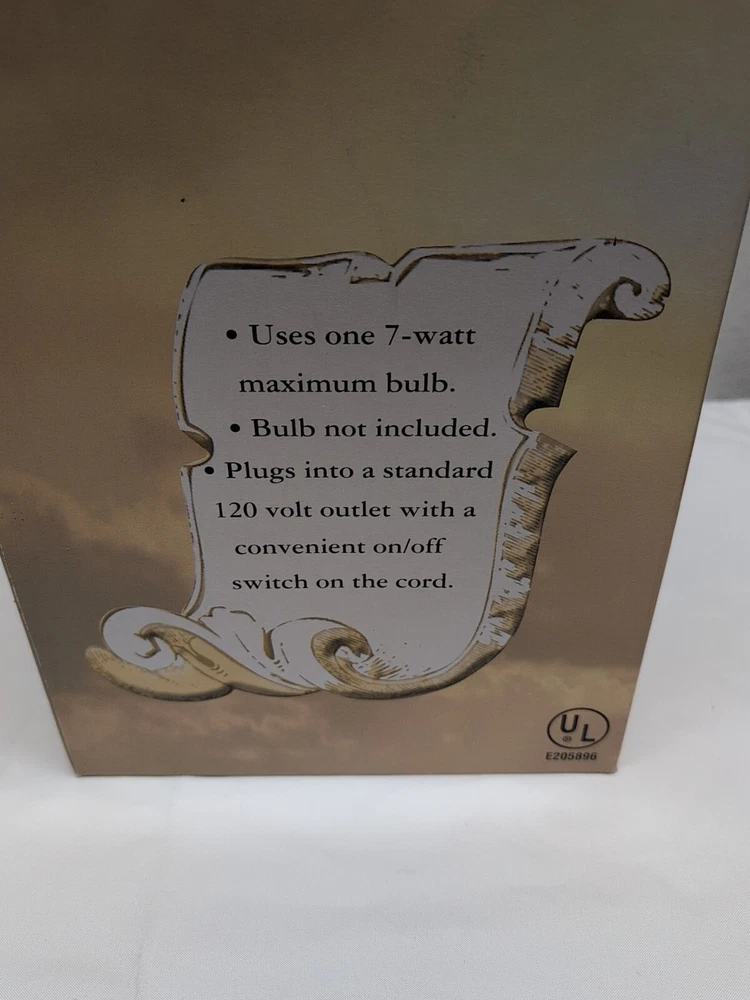 • Uses one 7-watt
maximum bulb.
• Bulb not included.
• Plugs into a standard
120 volt outlet with a
convenient on/off
switch on the cord.
UL
®
E205896